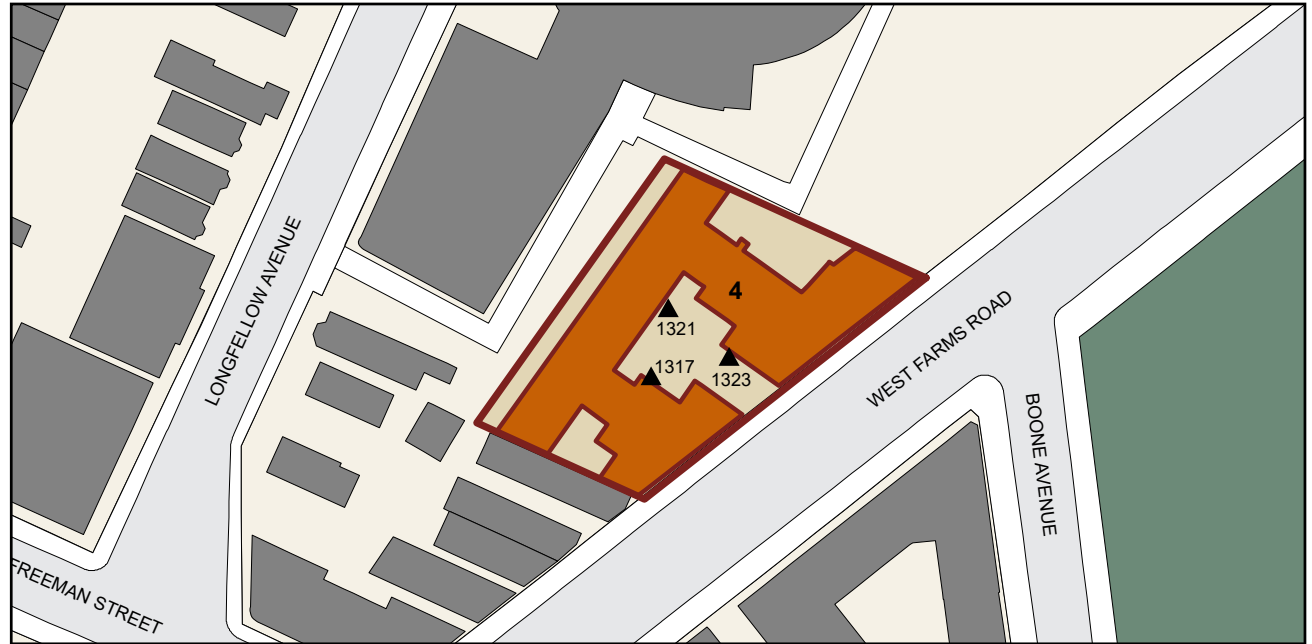 LONGFELLOW AVENUE
4
1321
1317
1323
WEST FARMS ROAD
BOONE AVENUE
FREEMAN STREET